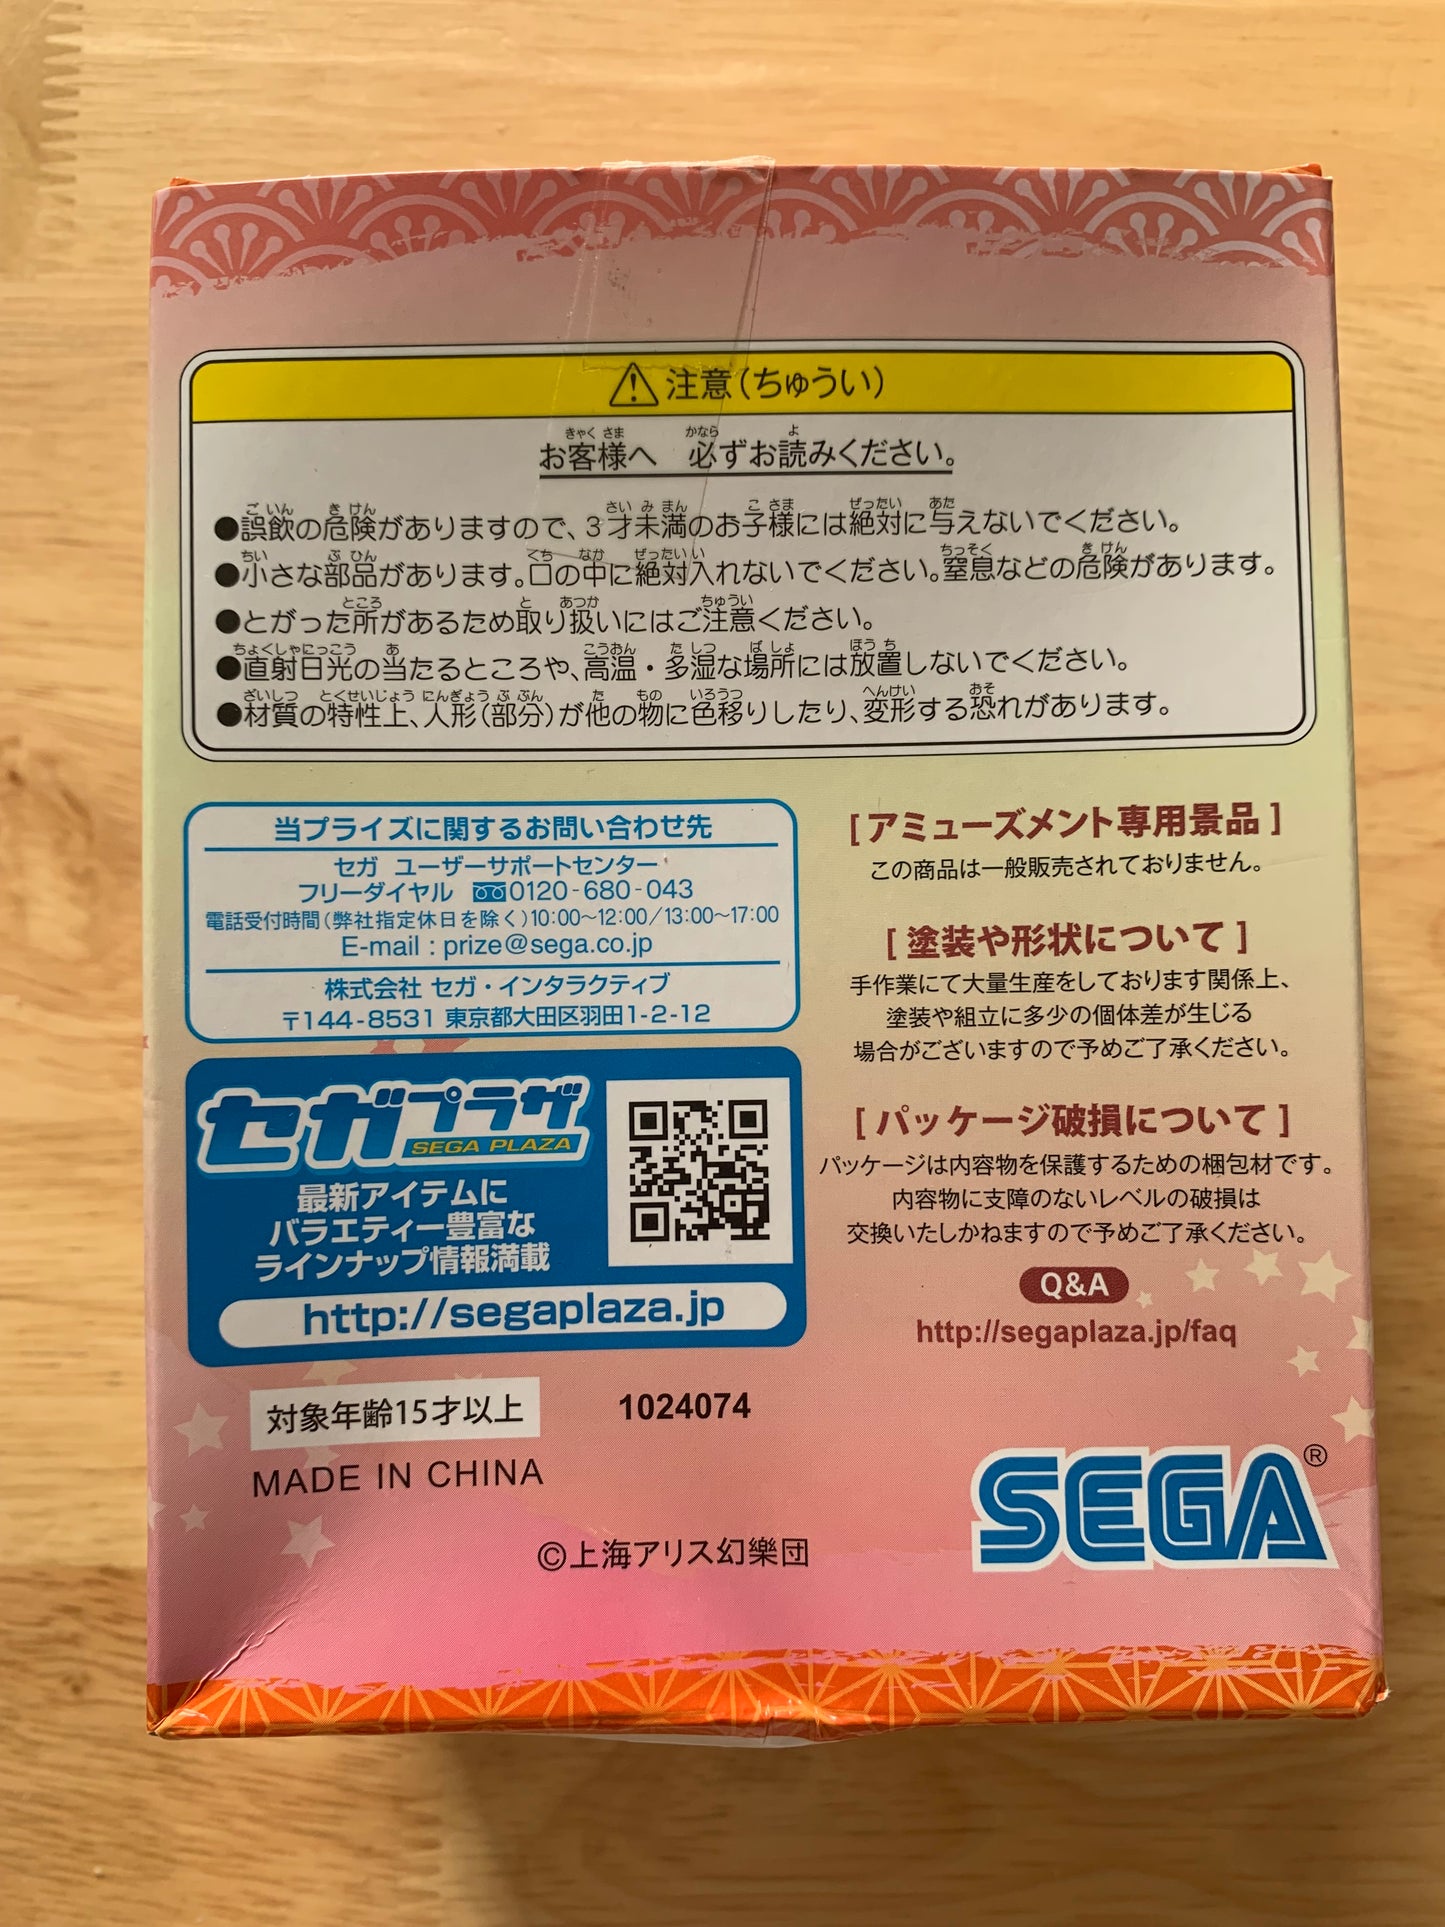 注意(ちゅうい)
お客様へ 必ずお読みください。
●誤飲の危険がありますので、3才未満のお子様には絶対に与えないでください。
●小さな部品があります。口の中に絶対入れないでください。窒息などの危険があります。
●とがった所があるため取り扱いにはご注意ください。
●直射日光の当たるところや、高温・多湿な場所には放置しないでください。
●材質の特性上、人形(部分)が他の物に色移りしたり、変形する恐れがあります。
当プライズに関するお問い合わせ先
セガ ユーザーサポートセンター
フリーダイヤル 0120-680-043
電話受付時間(弊社指定休日を除く)10:00〜12:00/13:00〜17:00
E-mail : prize@sega.co.jp
株式会社 セガ・インタラクティブ
〒144-8531 東京都大田区羽田1-2-12
セガプラザ
SEGA PLAZA
最新アイテムに
バラエティー豊富な
ラインナップ情報満載
http://segaplaza.jp
[ アミューズメント専用景品 ]
この商品は一般販売されておりません。
[ 塗装や形状について ]
手作業にて大量生産をしております関係上、
塗装や組立に多少の個体差が生じる
場合がございますので予めご了承ください。
[ パッケージ破損について ]
パッケージは内容物を保護するための梱包材です。
内容物に支障のないレベルの破損は
交換いたしかねますので予めご了承ください。
Q&A
http://segaplaza.jp/faq
対象年齢15才以上
1024074
MADE IN CHINA
©上海アリス幻樂団
SEGA®